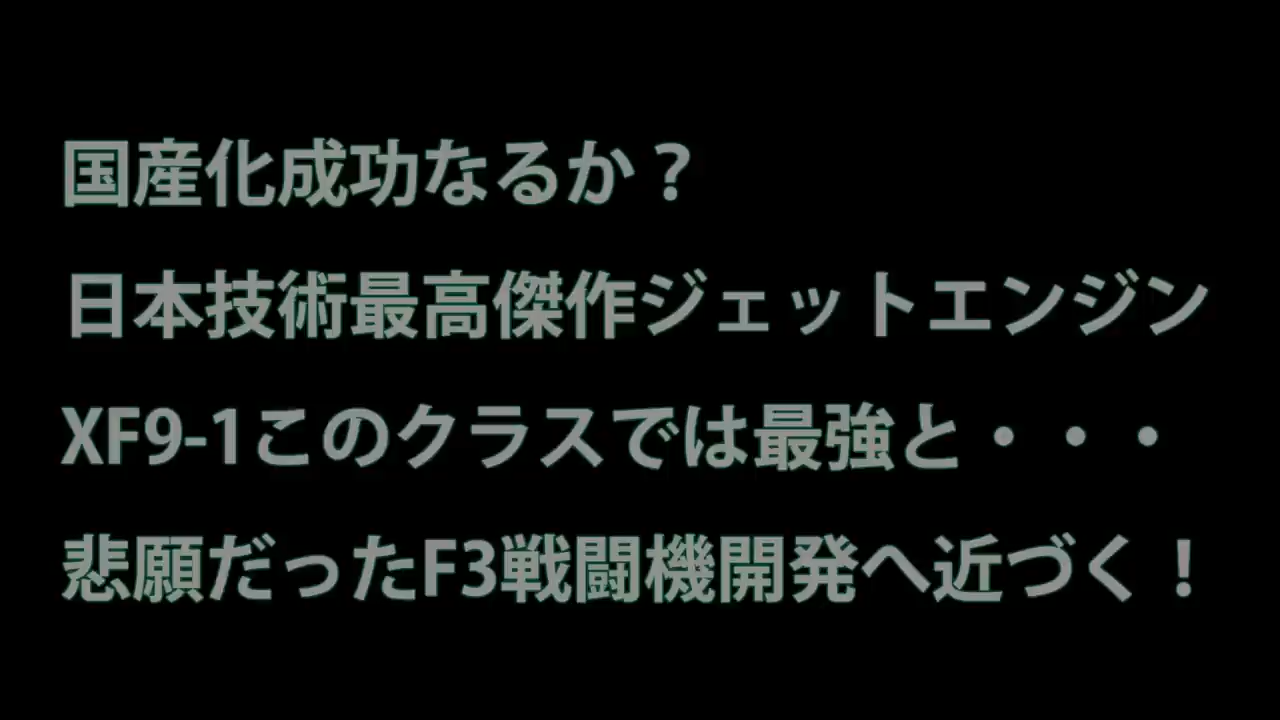 国産化成功なるか？
日本技術最高傑作ジェットエンジン
XF9-1このクラスでは最強と・・・
悲願だったF3戦闘機開発へ近づく！